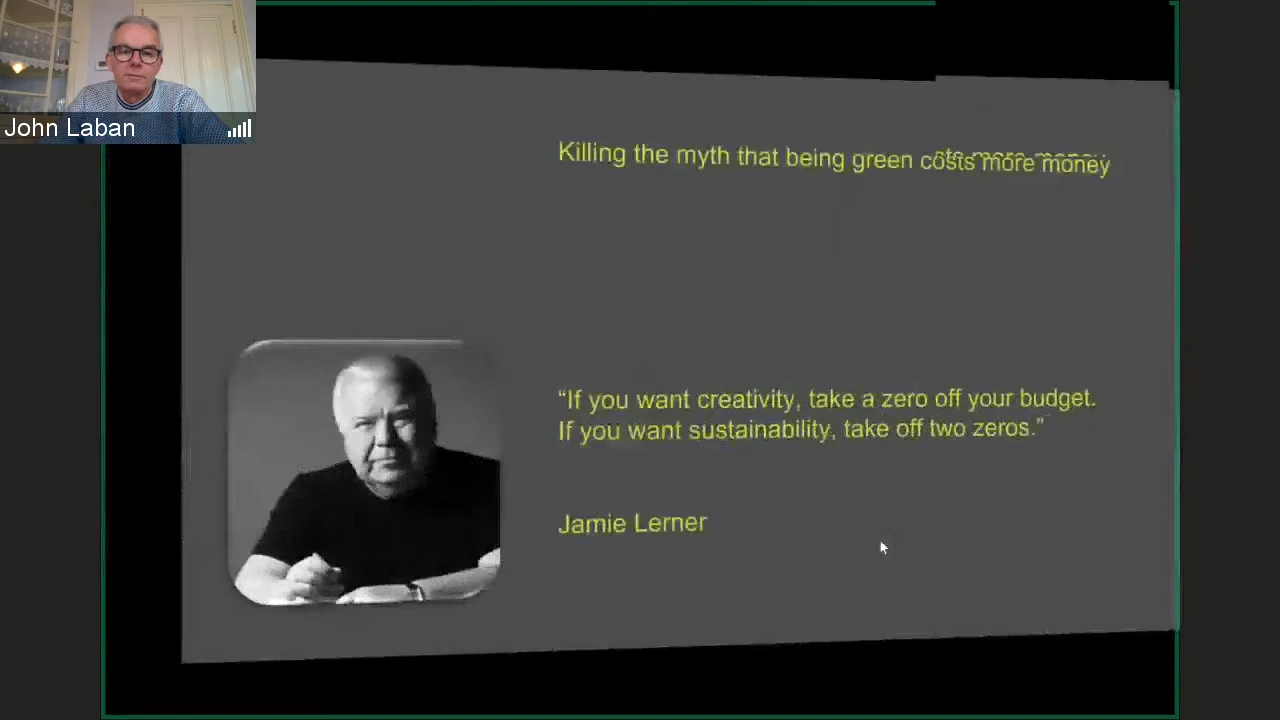 John Laban
Killing the myth that being green costs more money
“If you want creativity, take a zero off your budget.
If you want sustainability, take off two zeros.”
Jamie Lerner